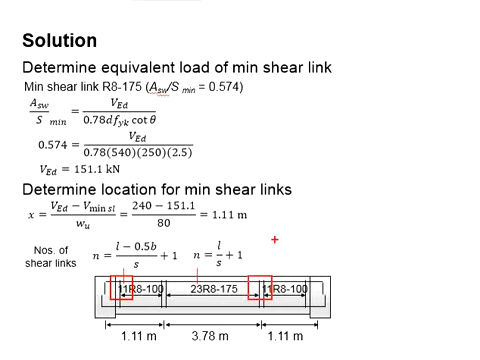 Solution
Determine equivalent load of min shear link
Min shear link R8-175 (Asw/S min = 0.574)
Asw / S min = VEd / 0.78dfyk cot θ
0.574 = VEd / 0.78(540)(250)(2.5)
VEd = 151.1 kN
Determine location for min shear links
x = VEd − Vmin sl / wu = 240 − 151.1 / 80 = 1.11 m
Nos. of shear links n = l − 0.5b / s + 1 n = l / s + 1
11R8-100 23R8-175 11R8-100
1.11 m 3.78 m 1.11 m